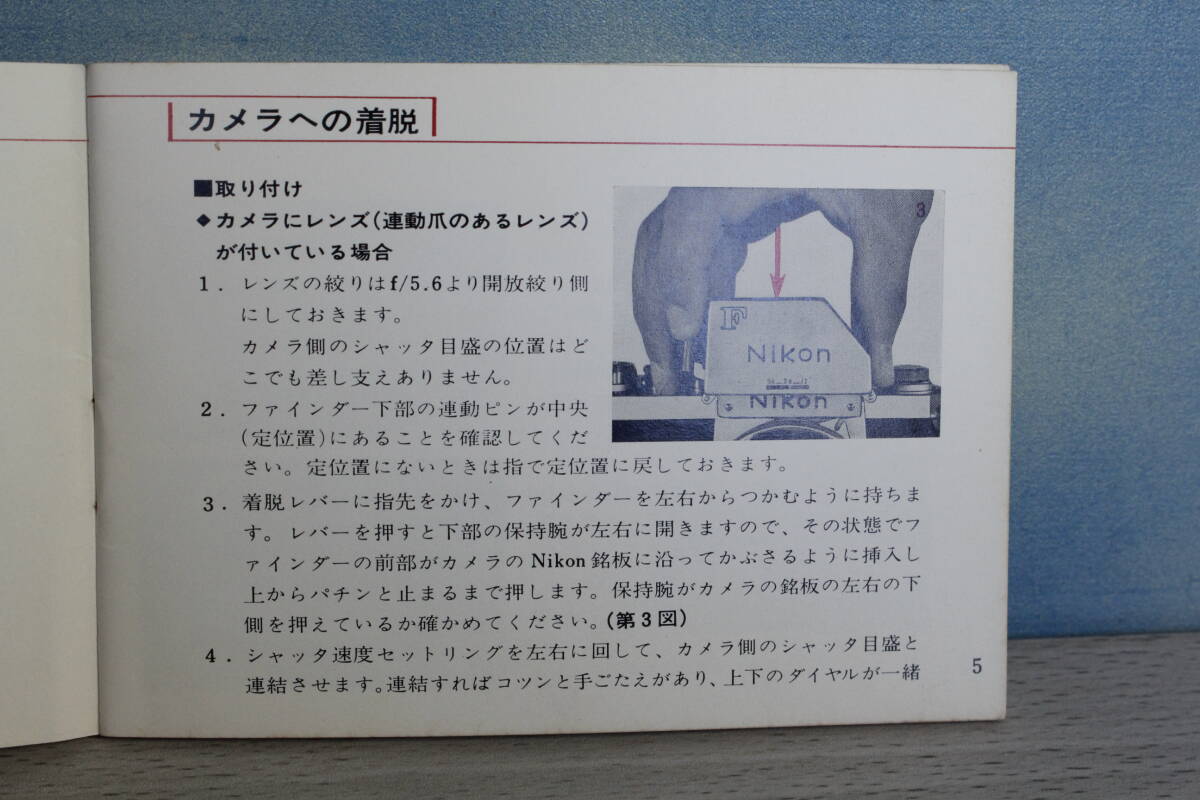 カメラへの着脱
■取り付け
◆カメラにレンズ(連動爪のあるレンズ)
が付いている場合
1. レンズの絞りはf/5.6より開放絞り側
にしておきます。
カメラ側のシャッタ目盛の位置はど
こでも差し支えありません。
2. ファインダー下部の連動ピンが中央
(定位置)にあることを確認してくだ
さい。定位置にないときは指で定位置に戻しておきます。
3
F
Nikon
Nikon
3. 着脱レバーに指先をかけ、ファインダーを左右からつかむように持ちま
す。レバーを押すと下部の保持腕が左右に開きますので、その状態でフ
ァインダーの前部がカメラのNikon銘板に沿ってかぶさるように挿入し
上からパチンと止まるまで押します。保持腕がカメラの銘板の左右の下
側を押えているか確かめてください。(第3図)
4. シャッタ速度セットリングを左右に回して、カメラ側のシャッタ目盛と
連結させます。連結すればコツンと手ごたえがあり、上下のダイヤルが一緒
5